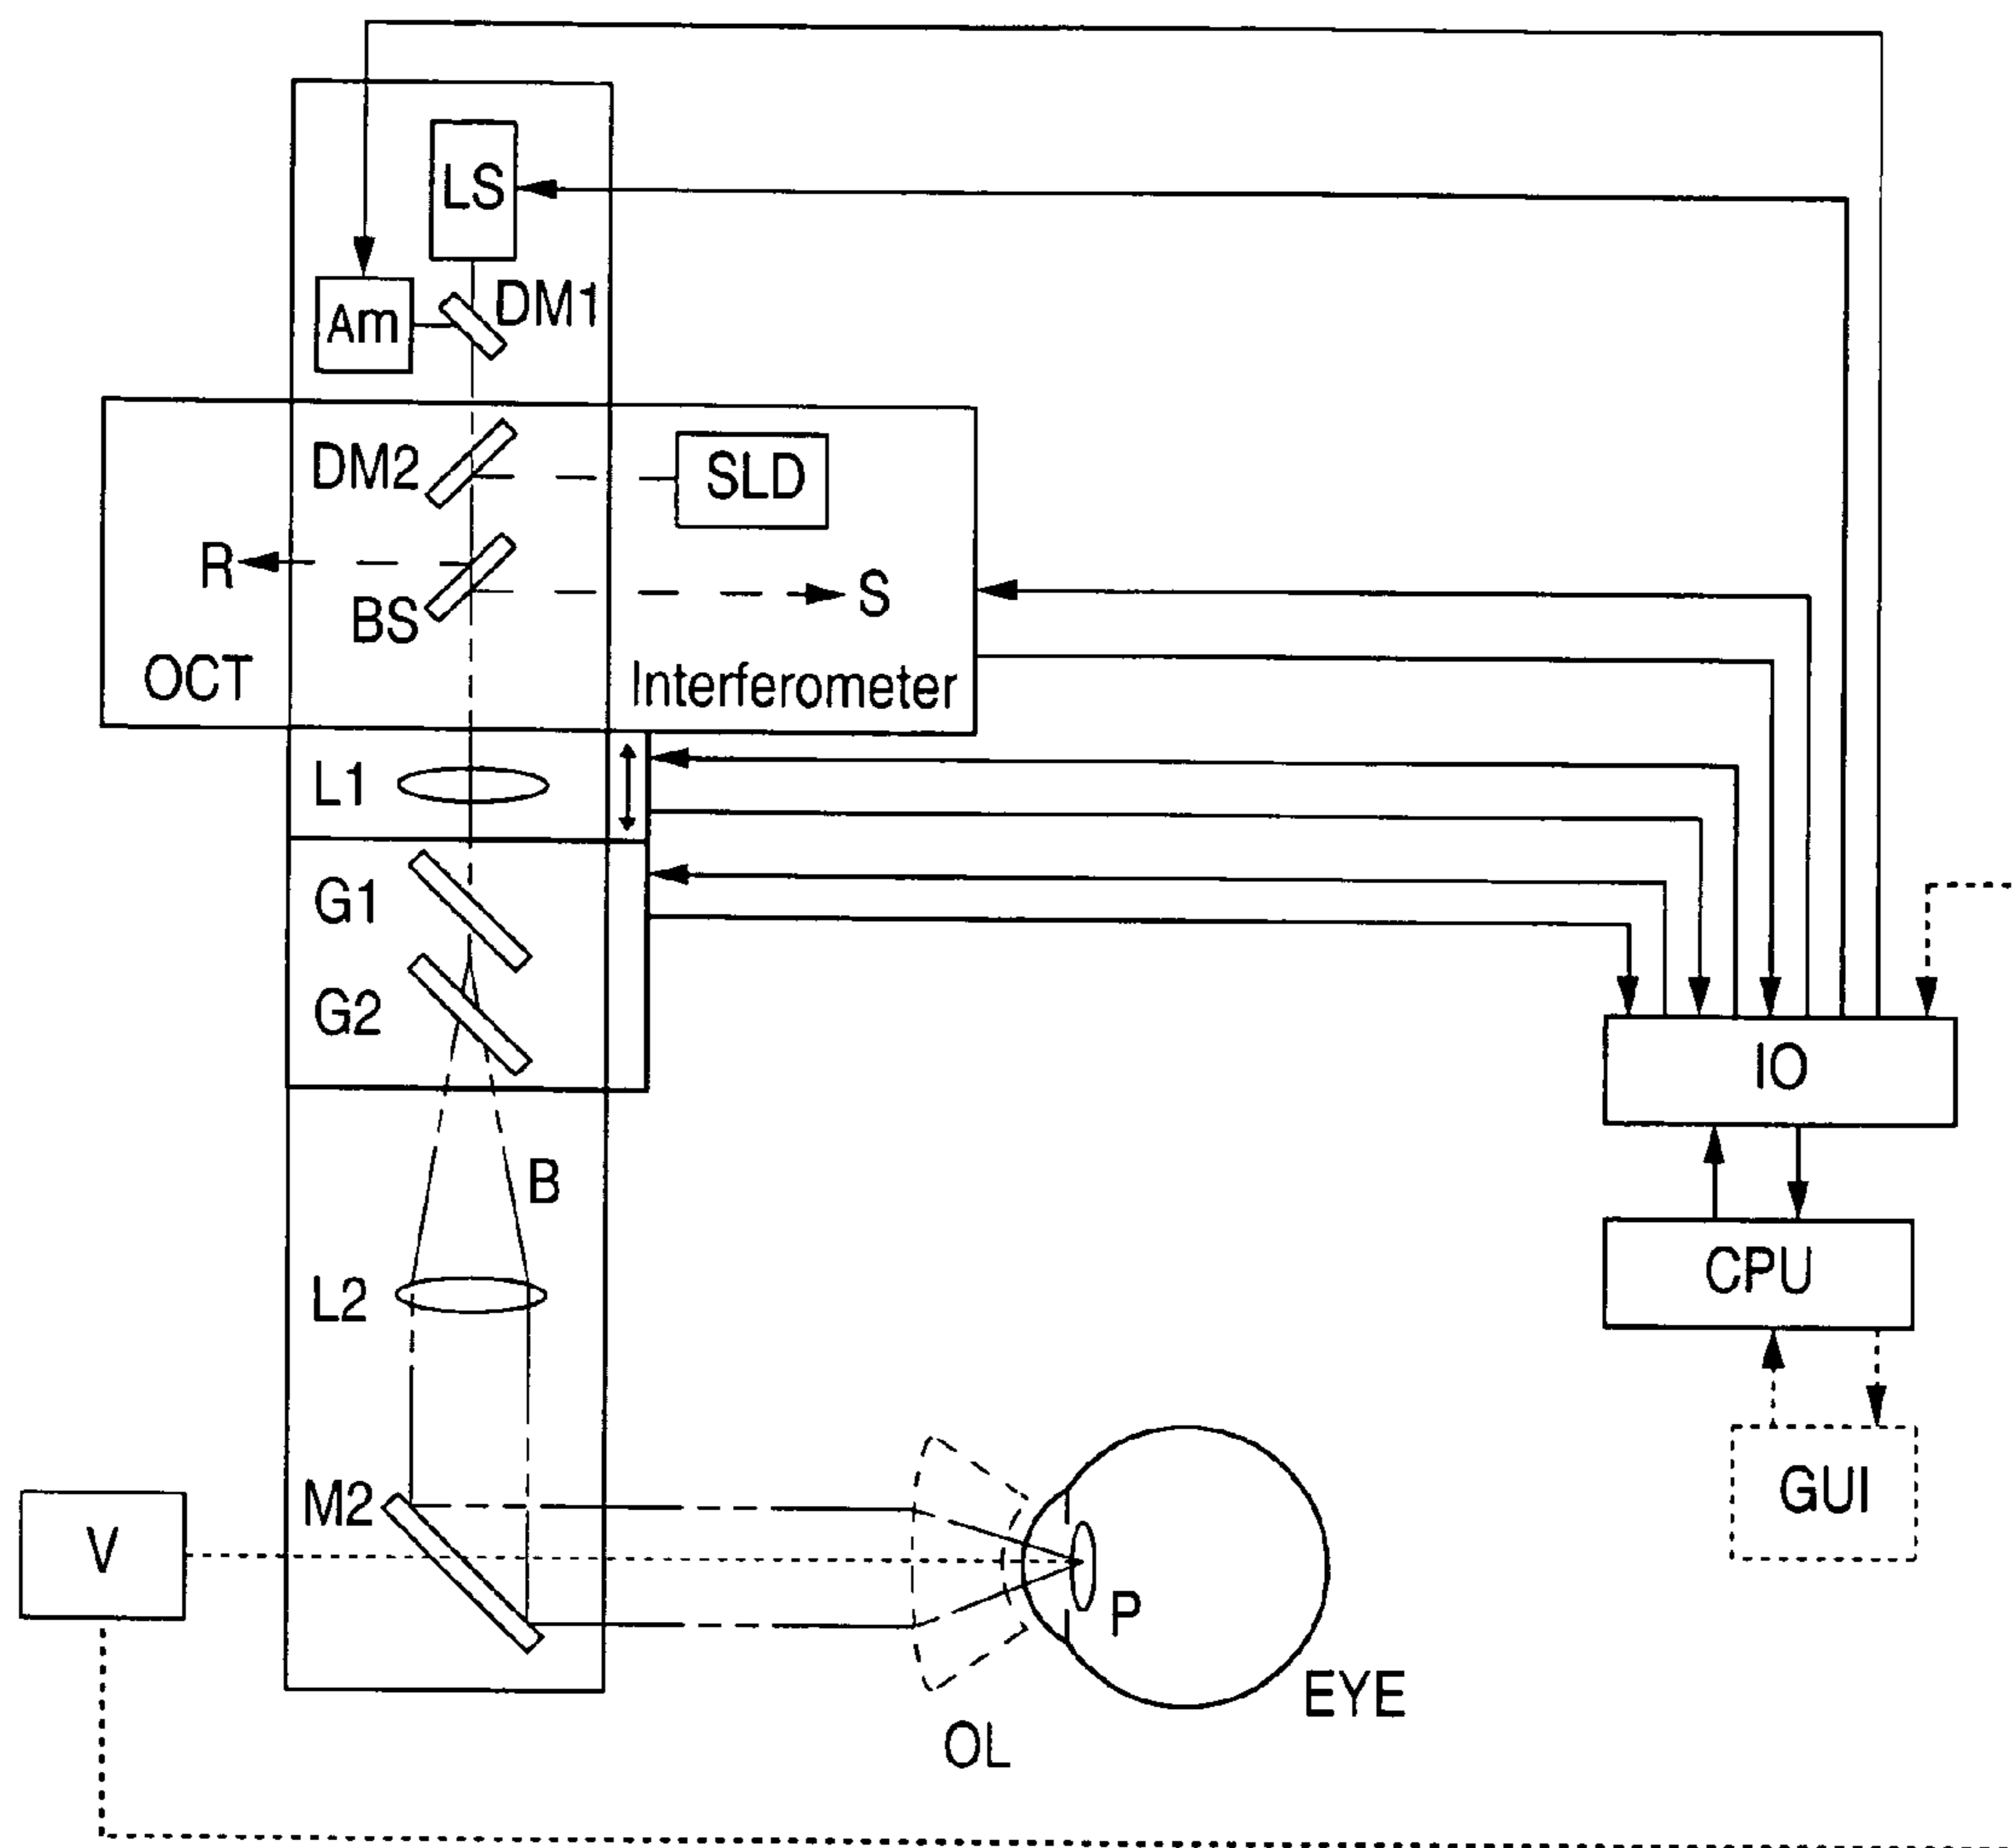 LS
DM1
Am
DM2
SLD
R
S
BS
OCT
Interferometer
L1
G1
G2
IO
B
CPU
L2
GUI
M2
V
P
EYE
OL